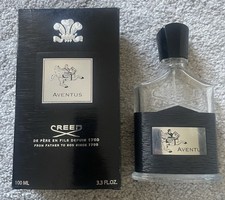 AVENTUS
CREED
DE PÈRE EN FILS DEPUIS 1760
FROM FATHER TO SON SINCE 1760
100 ML
3.3 FL.OZ.
AVENTUS